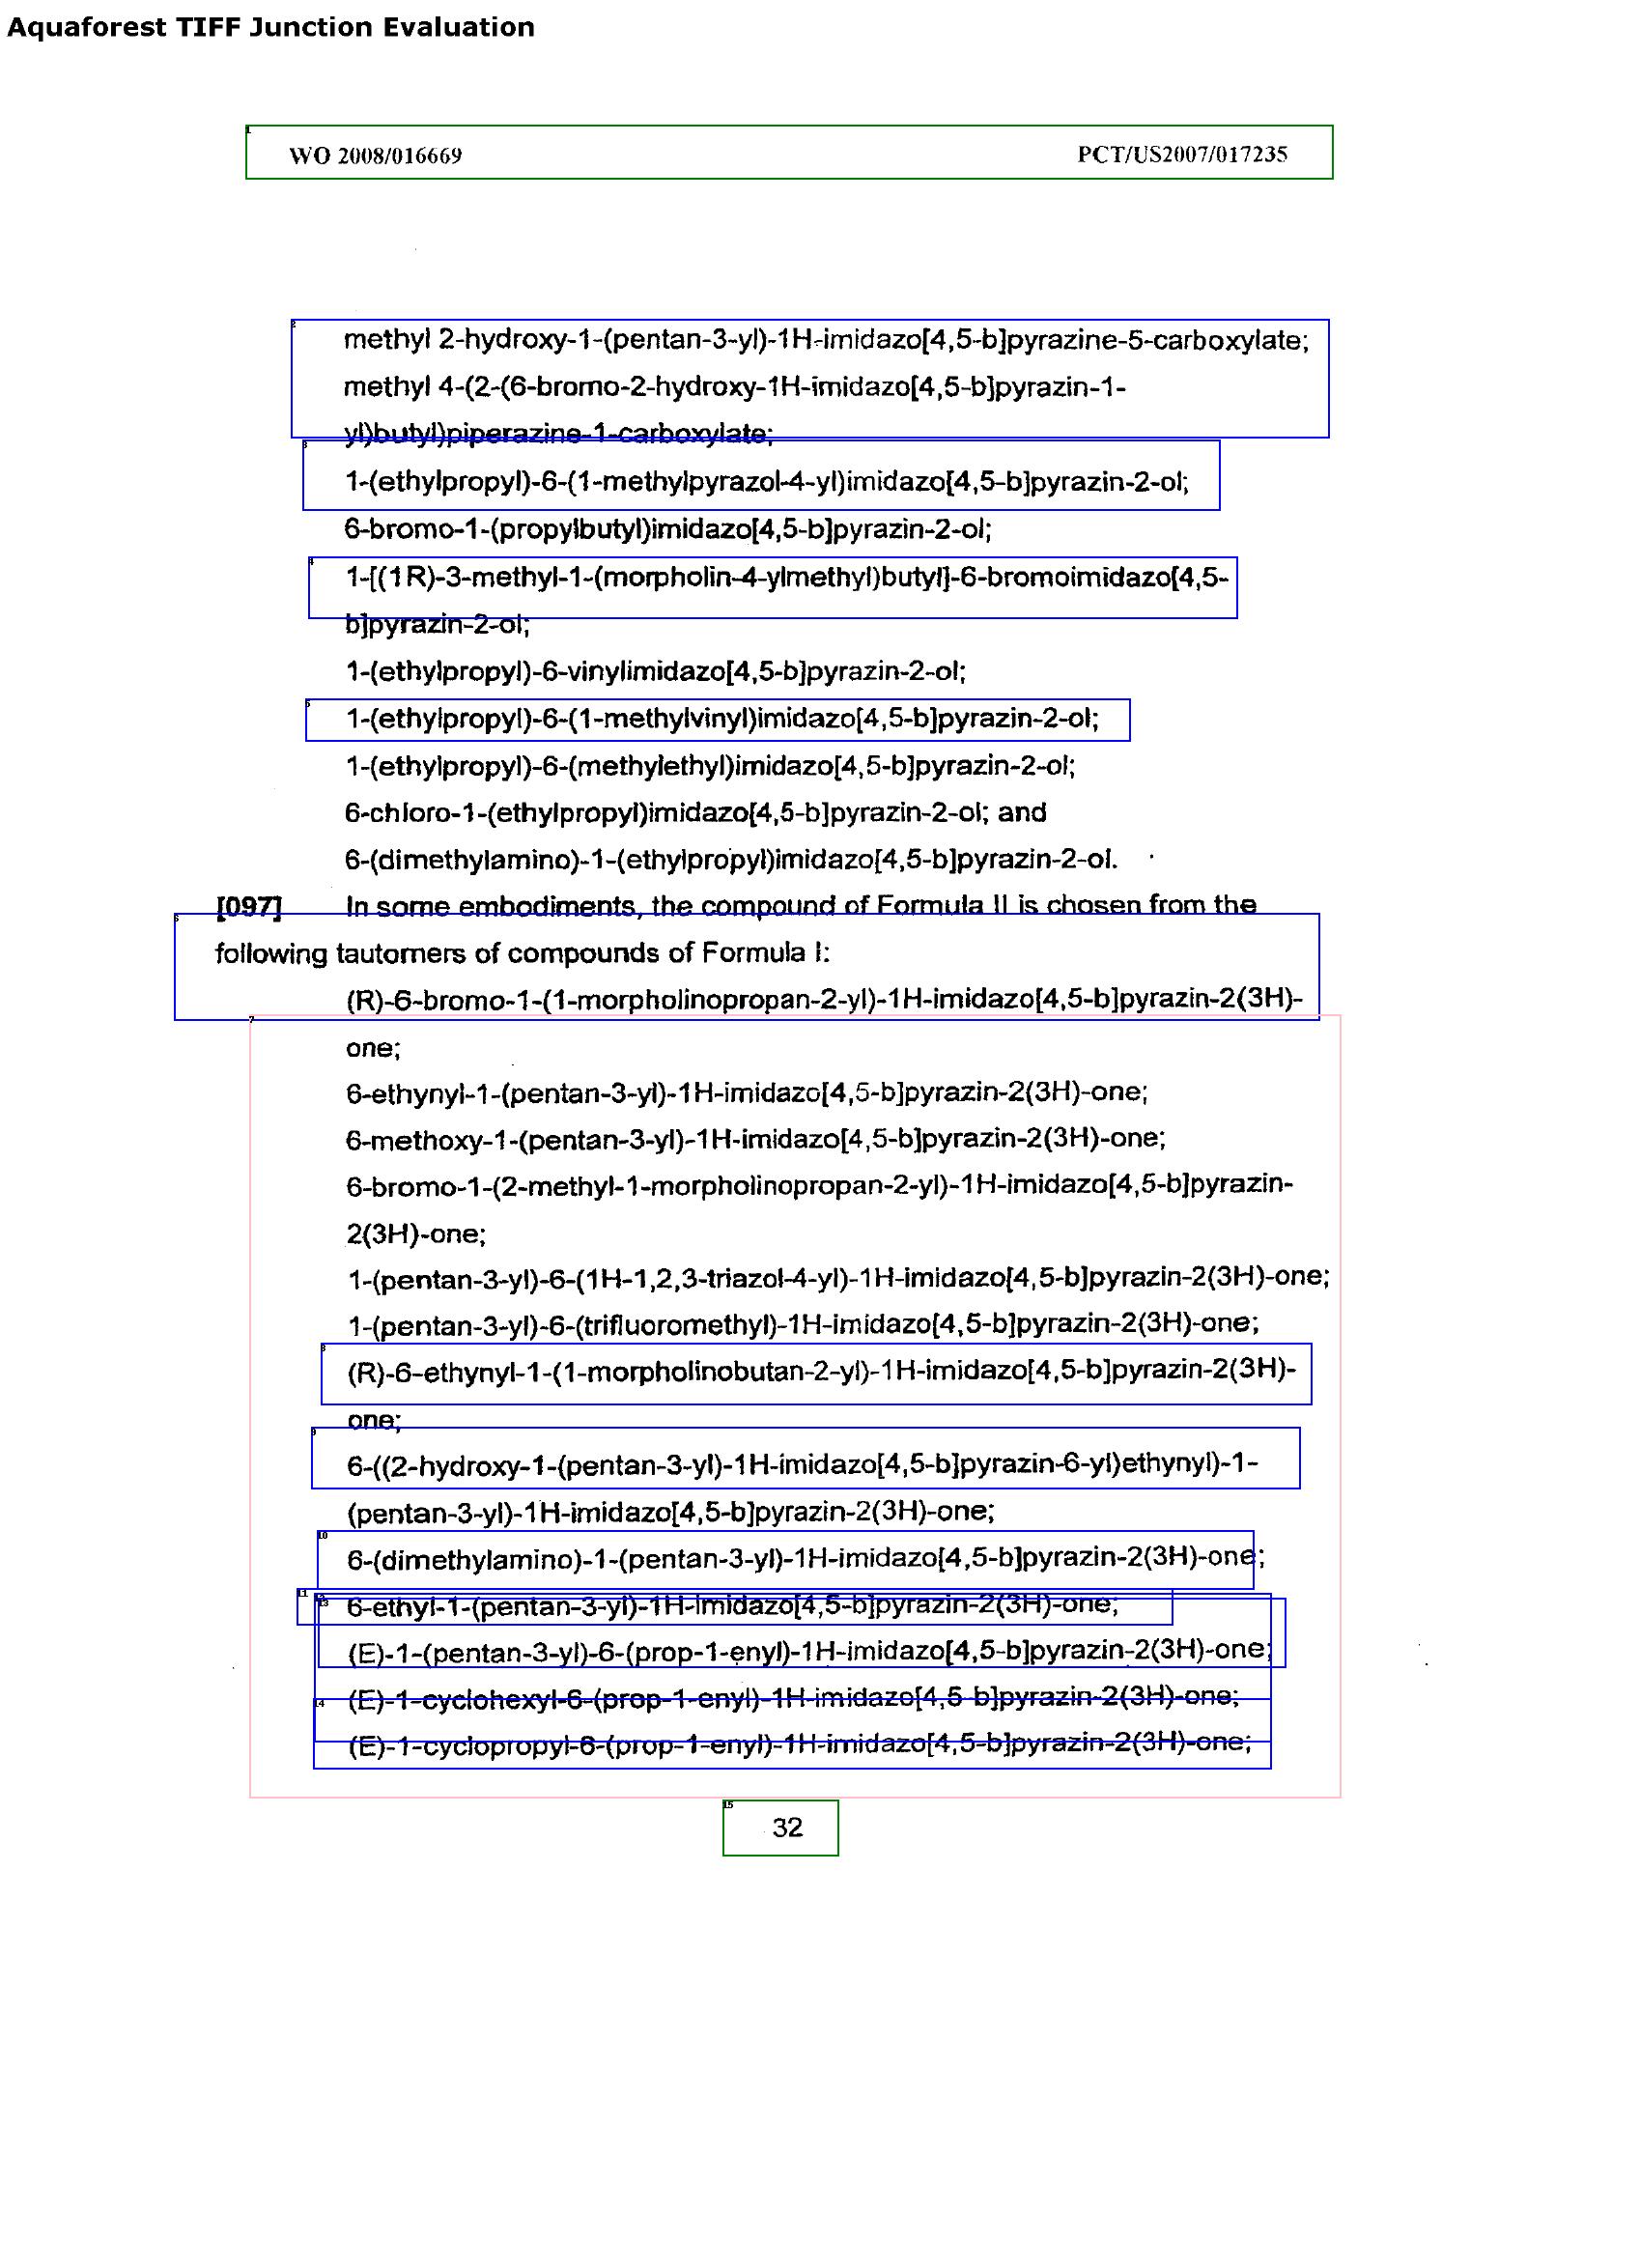 Aquaforest TIFF Junction Evaluation
WO 2008/016669 PCT/US2007/017235
methyl 2-hydroxy-1-(pentan-3-yl)-1H-imidazo[4,5-b]pyrazine-5-carboxylate;
methyl 4-(2-(6-bromo-2-hydroxy-1H-imidazo[4,5-b]pyrazin-1-
yl)butyl)piperazine-1-carboxylate;
1-(ethylpropyl)-6-(1-methylpyrazol-4-yl)imidazo[4,5-b]pyrazin-2-ol;
6-bromo-1-(propylbutyl)imidazo[4,5-b]pyrazin-2-ol;
1-[(1R)-3-methyl-1-(morpholin-4-ylmethyl)butyl]-6-bromoimidazo[4,5-
b]pyrazin-2-ol;
1-(ethylpropyl)-6-vinylimidazo[4,5-b]pyrazin-2-ol;
1-(ethylpropyl)-6-(1-methylvinyl)imidazo[4,5-b]pyrazin-2-ol;
1-(ethylpropyl)-6-(methylethyl)imidazo[4,5-b]pyrazin-2-ol;
6-chloro-1-(ethylpropyl)imidazo[4,5-b]pyrazin-2-ol; and
6-(dimethylamino)-1-(ethylpropyl)imidazo[4,5-b]pyrazin-2-ol.
[097] In some embodiments, the compound of Formula II is chosen from the
following tautomers of compounds of Formula I:
(R)-6-bromo-1-(1-morpholinopropan-2-yl)-1H-imidazo[4,5-b]pyrazin-2(3H)-
one;
6-ethynyl-1-(pentan-3-yl)-1H-imidazo[4,5-b]pyrazin-2(3H)-one;
6-methoxy-1-(pentan-3-yl)-1H-imidazo[4,5-b]pyrazin-2(3H)-one;
6-bromo-1-(2-methyl-1-morpholinopropan-2-yl)-1H-imidazo[4,5-b]pyrazin-
2(3H)-one;
1-(pentan-3-yl)-6-(1H-1,2,3-triazol-4-yl)-1H-imidazo[4,5-b]pyrazin-2(3H)-one;
1-(pentan-3-yl)-6-(trifluoromethyl)-1H-imidazo[4,5-b]pyrazin-2(3H)-one;
(R)-6-ethynyl-1-(1-morpholinobutan-2-yl)-1H-imidazo[4,5-b]pyrazin-2(3H)-
one;
6-((2-hydroxy-1-(pentan-3-yl)-1H-imidazo[4,5-b]pyrazin-6-yl)ethynyl)-1-
(pentan-3-yl)-1H-imidazo[4,5-b]pyrazin-2(3H)-one;
6-(dimethylamino)-1-(pentan-3-yl)-1H-imidazo[4,5-b]pyrazin-2(3H)-one;
6-ethyl-1-(pentan-3-yl)-1H-imidazo[4,5-b]pyrazin-2(3H)-one;
(E)-1-(pentan-3-yl)-6-(prop-1-enyl)-1H-imidazo[4,5-b]pyrazin-2(3H)-one;
(E)-1-cyclohexyl-6-(prop-1-enyl)-1H-imidazo[4,5-b]pyrazin-2(3H)-one;
(E)-1-cyclopropyl-6-(prop-1-enyl)-1H-imidazo[4,5-b]pyrazin-2(3H)-one;
32